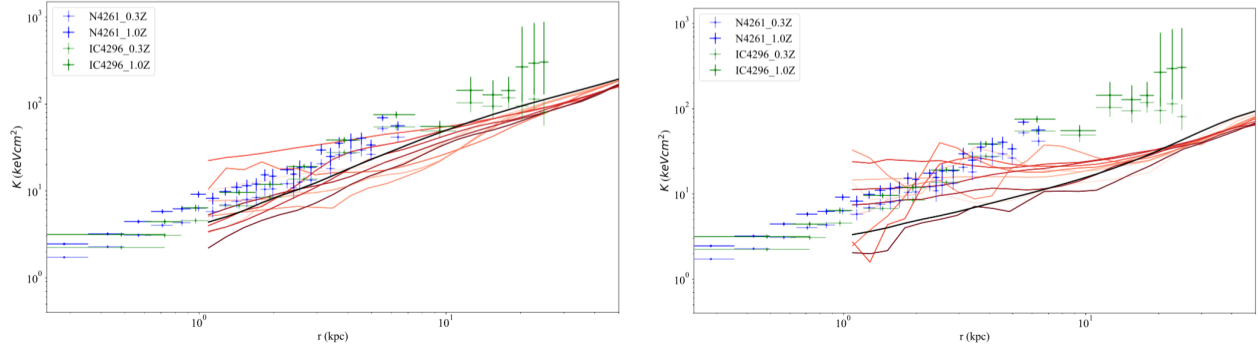 10³
10²
10¹
10⁰
K (keVcm²)
N4261_0.3Z
N4261_1.0Z
IC4296_0.3Z
IC4296_1.0Z
10⁰
10¹
r (kpc)
10³
10²
10¹
10⁰
K (keVcm²)
N4261_0.3Z
N4261_1.0Z
IC4296_0.3Z
IC4296_1.0Z
10⁰
10¹
r (kpc)